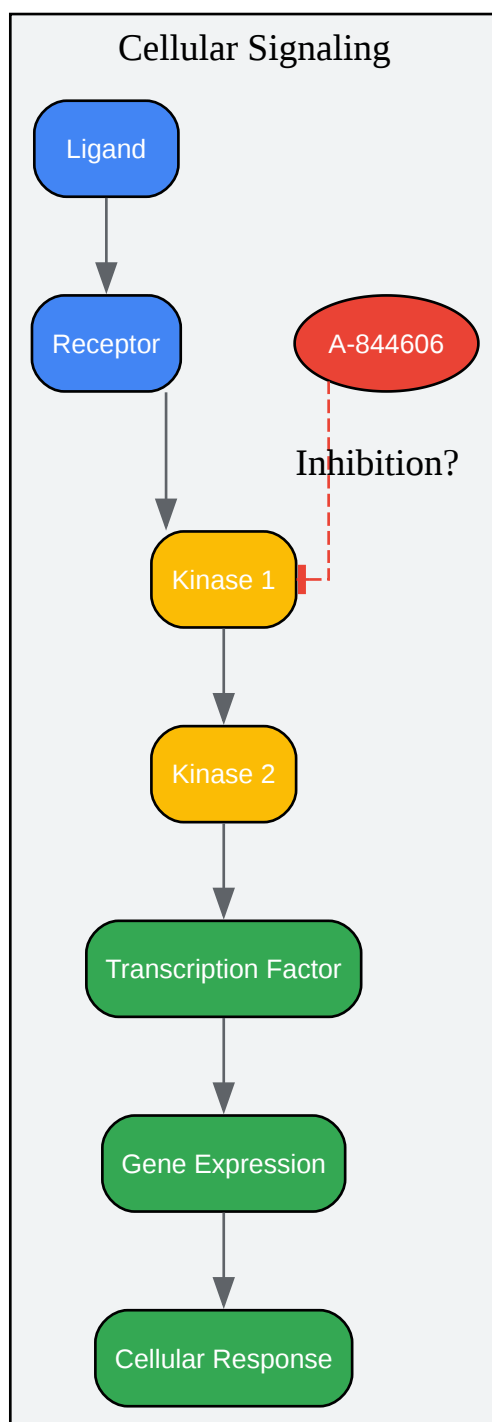 Cellular Signaling
Ligand
Receptor
A-844606
Inhibition?
Kinase 1
Kinase 2
Transcription Factor
Gene Expression
Cellular Response